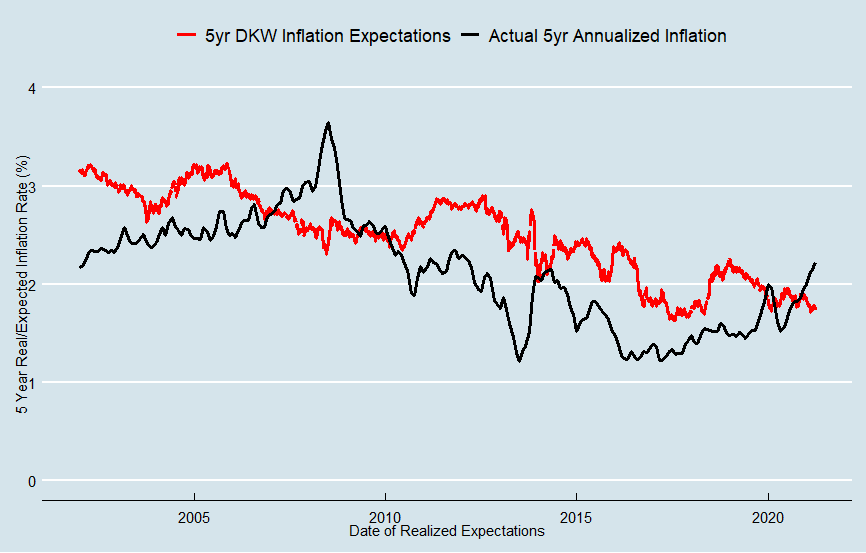 5yr DKW Inflation Expectations Actual 5yr Annualized Inflation
5 Year Real/Expected Inflation Rate (%)
4
3
2
1
0
2005 2010 2015 2020
Date of Realized Expectations